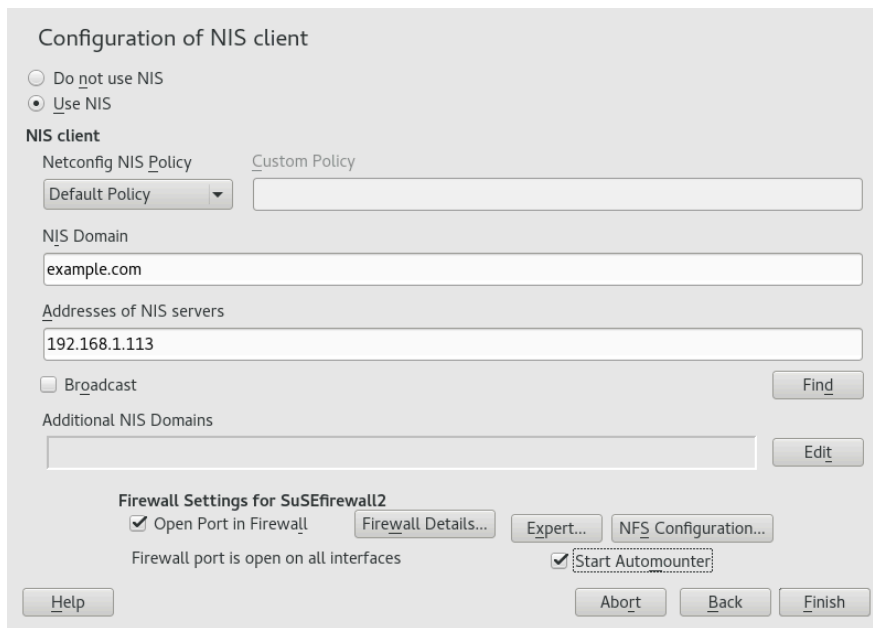 Configuration of NIS client
Do not use NIS
Use NIS
NIS client
Netconfig NIS Policy
Custom Policy
Default Policy
NIS Domain
example.com
Addresses of NIS servers
192.168.1.113
Broadcast
Find
Additional NIS Domains
Edit
Firewall Settings for SuSEfirewall2
Open Port in Firewall
Firewall Details...
Expert...
NFS Configuration...
Firewall port is open on all interfaces
Start Automounter
Help
Abort
Back
Finish